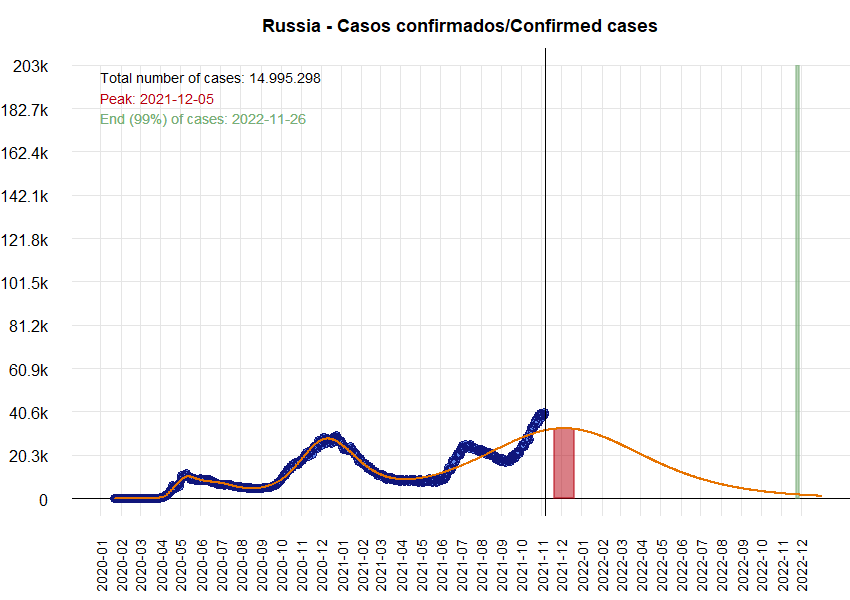 Russia - Casos confirmados/Confirmed cases
203k
182.7k
162.4k
142.1k
121.8k
101.5k
81.2k
60.9k
40.6k
20.3k
0
Total number of cases: 14.995.298
Peak: 2021-12-05
End (99%) of cases: 2022-11-26
2020-01
2020-02
2020-03
2020-04
2020-05
2020-06
2020-07
2020-08
2020-09
2020-10
2020-11
2020-12
2021-01
2021-02
2021-03
2021-04
2021-05
2021-06
2021-07
2021-08
2021-09
2021-10
2021-11
2021-12
2022-01
2022-02
2022-03
2022-04
2022-05
2022-06
2022-07
2022-08
2022-09
2022-10
2022-11
2022-12